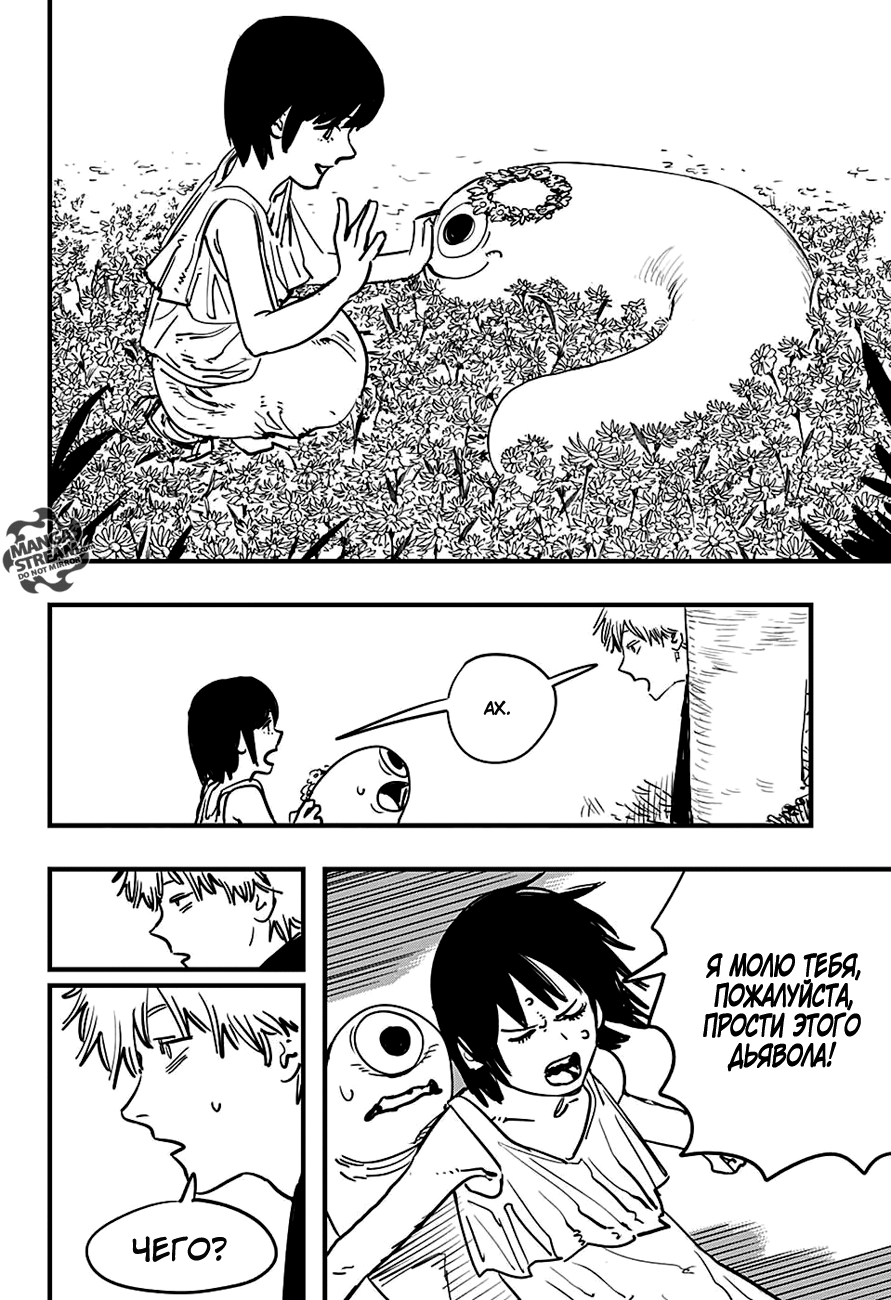 MANGA
STREAM
DO NOT MIRROR
АХ.
Я МОЛЮ ТЕБЯ,
ПОЖАЛУЙСТА,
ПРОСТИ ЭТОГО
ДЬЯВОЛА!
ЧЕГО?